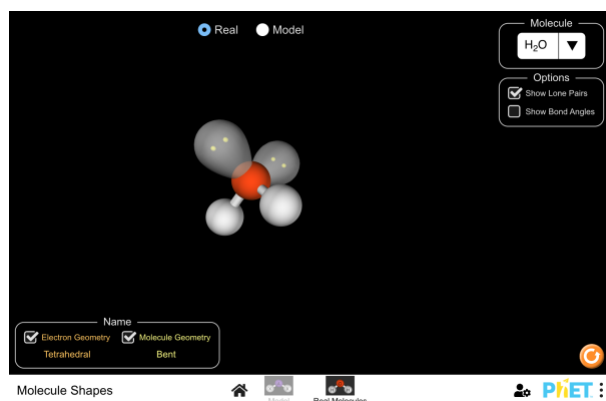 Real
Model
Molecule
H₂O
Options
Show Lone Pairs
Show Bond Angles
Name
Electron Geometry
Molecule Geometry
Tetrahedral
Bent
Molecule Shapes
Model
Real Molecules
PhET